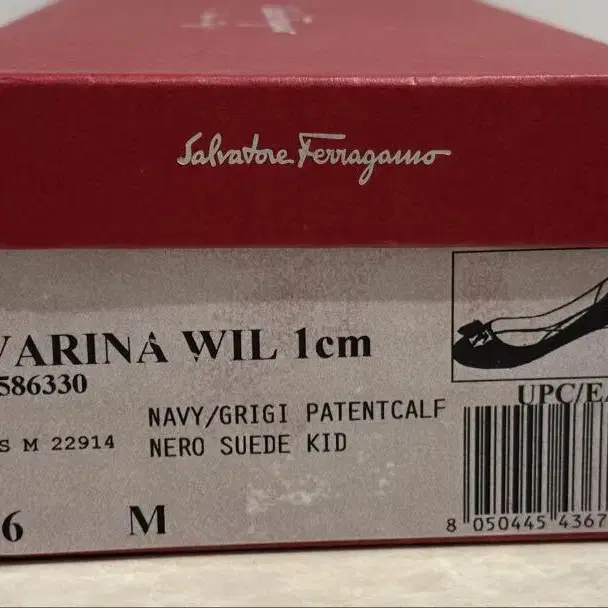 Salvatore Ferragamo
VARINA WIL 1cm
586330
UPC/EA
NAVY/GRIGI PATENTCALF
S M 22914
NERO SUEDE KID
6 M
8 050445 4367